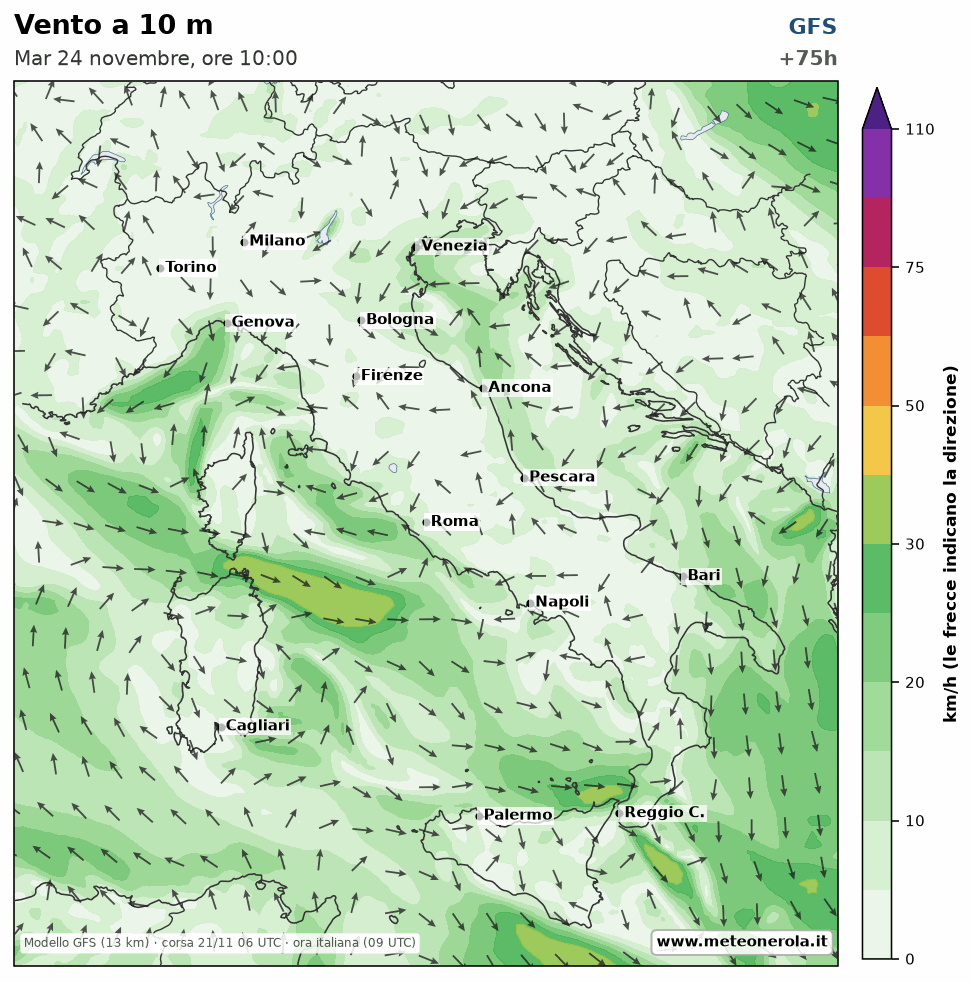 Vento a 10 m
GFS
Mar 24 novembre, ore 10:00
+75h
110
Milano
Venezia
Torino
75
Genova
Bologna
Firenze
Ancona
50
Pescara
Roma
30
Bari
Napoli
20
Cagliari
Palermo
Reggio C.
10
km/h (le frecce indicano la direzione)
Modello GFS (13 km) · corsa 21/11 06 UTC · ora italiana (09 UTC)
www.meteonerola.it
0